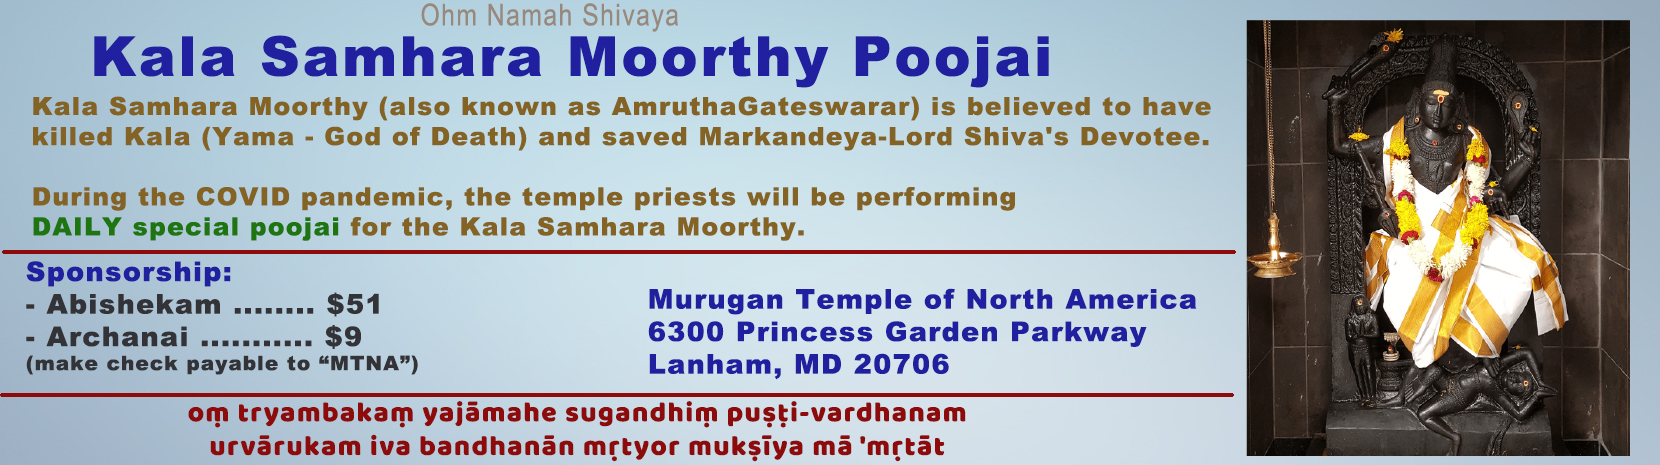 Ohm Namah Shivaya
Kala Samhara Moorthy Poojai
Kala Samhara Moorthy (also known as AmruthaGateswarar) is believed to have
killed Kala (Yama - God of Death) and saved Markandeya-Lord Shiva's Devotee.
During the COVID pandemic, the temple priests will be performing
DAILY special poojai for the Kala Samhara Moorthy.
Sponsorship:
- Abishekam ........ $51
- Archanai ........... $9
(make check payable to “MTNA”)
Murugan Temple of North America
6300 Princess Garden Parkway
Lanham, MD 20706
oṃ tryambakaṃ yajāmahe sugandhiṃ puṣṭi-vardhanam
urvārukam iva bandhanān mṛtyor mukṣīya mā 'mṛtāt